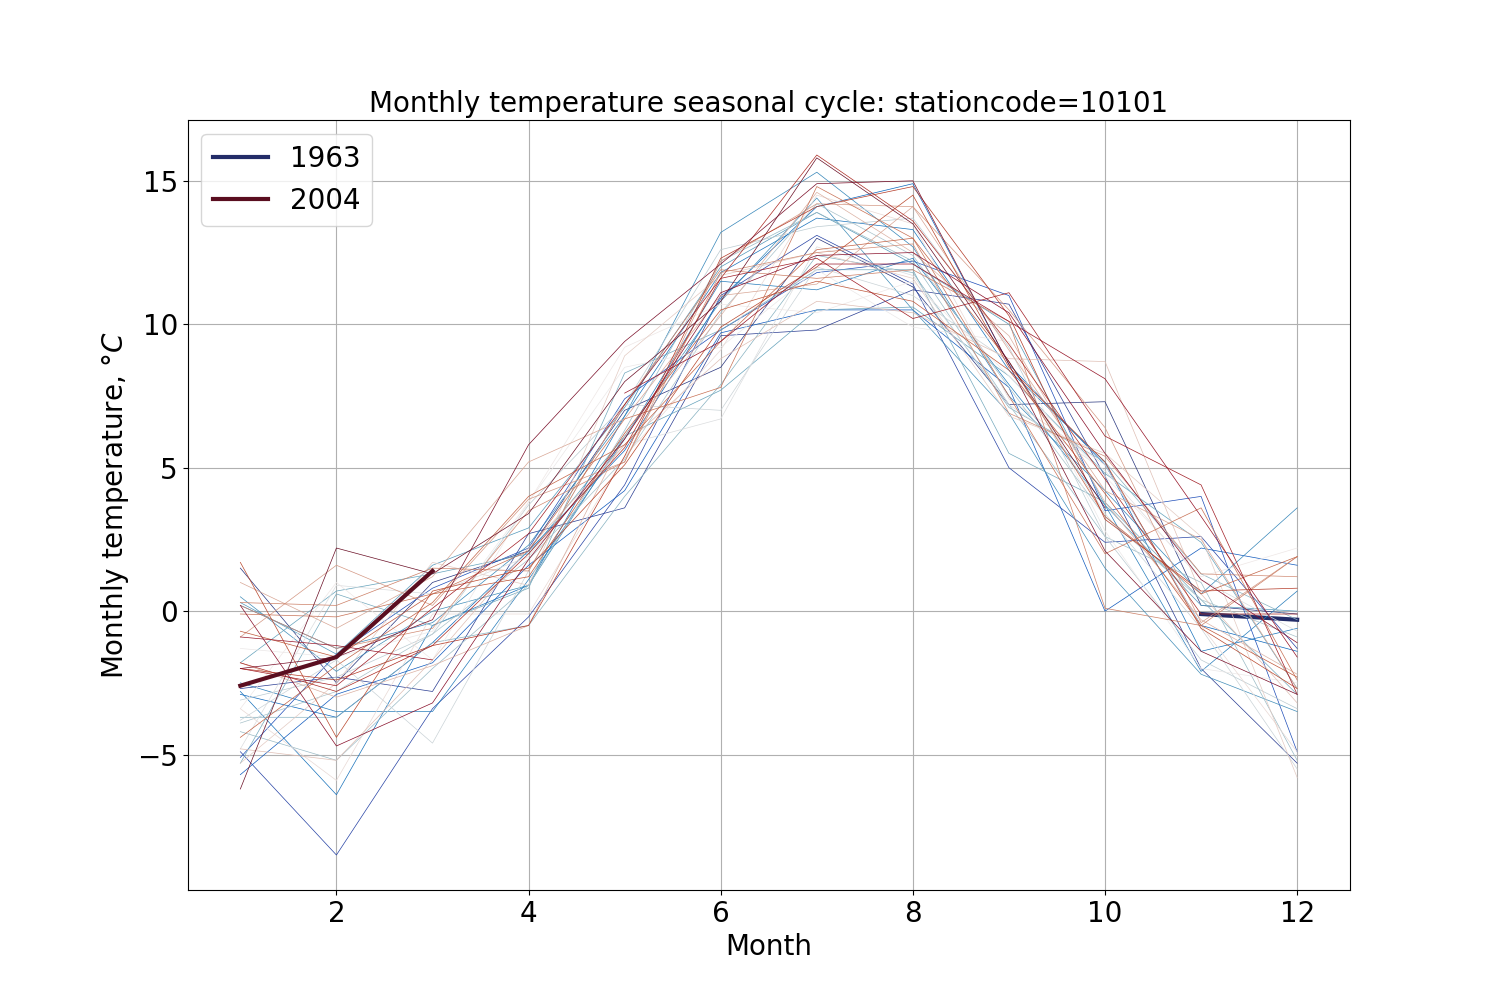 Monthly temperature seasonal cycle: stationcode=10101
1963
2004
15
10
5
0
−5
Monthly temperature, °C
2 4 6 8 10 12
Month